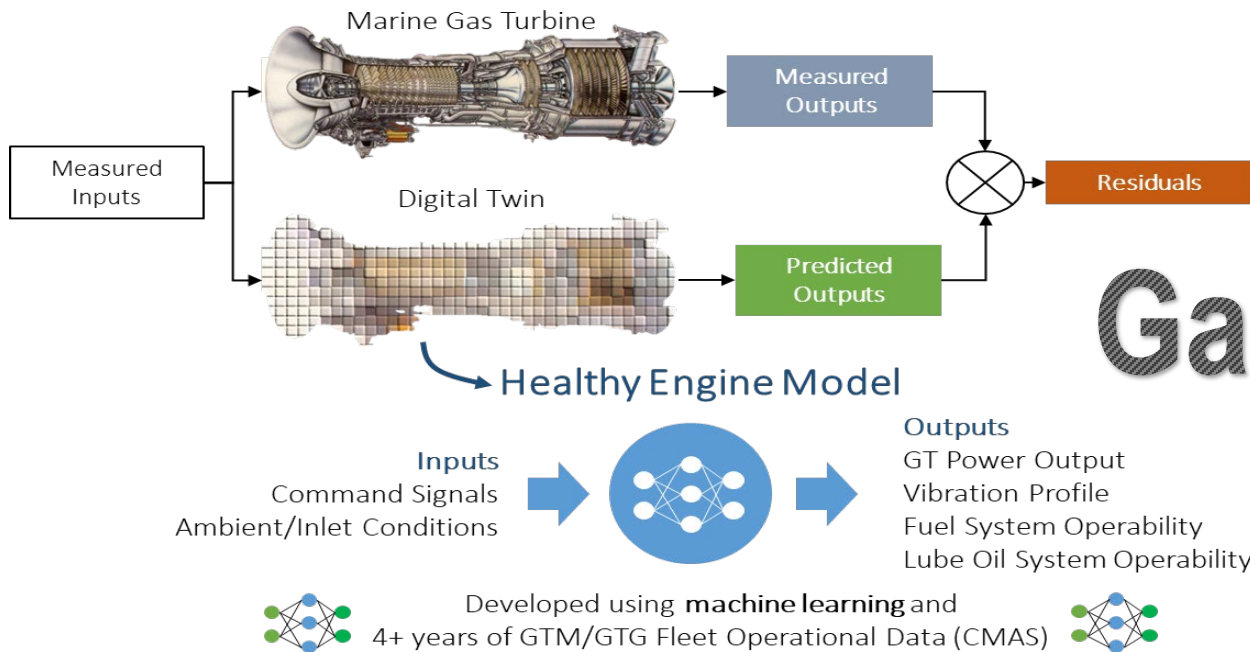 Marine Gas Turbine
Measured
Outputs
Measured
Inputs
Residuals
Digital Twin
Predicted
Outputs
Ga
Healthy Engine Model
Inputs
Command Signals
Ambient/Inlet Conditions
Outputs
GT Power Output
Vibration Profile
Fuel System Operability
Lube Oil System Operability
Developed using machine learning and
4+ years of GTM/GTG Fleet Operational Data (CMAS)